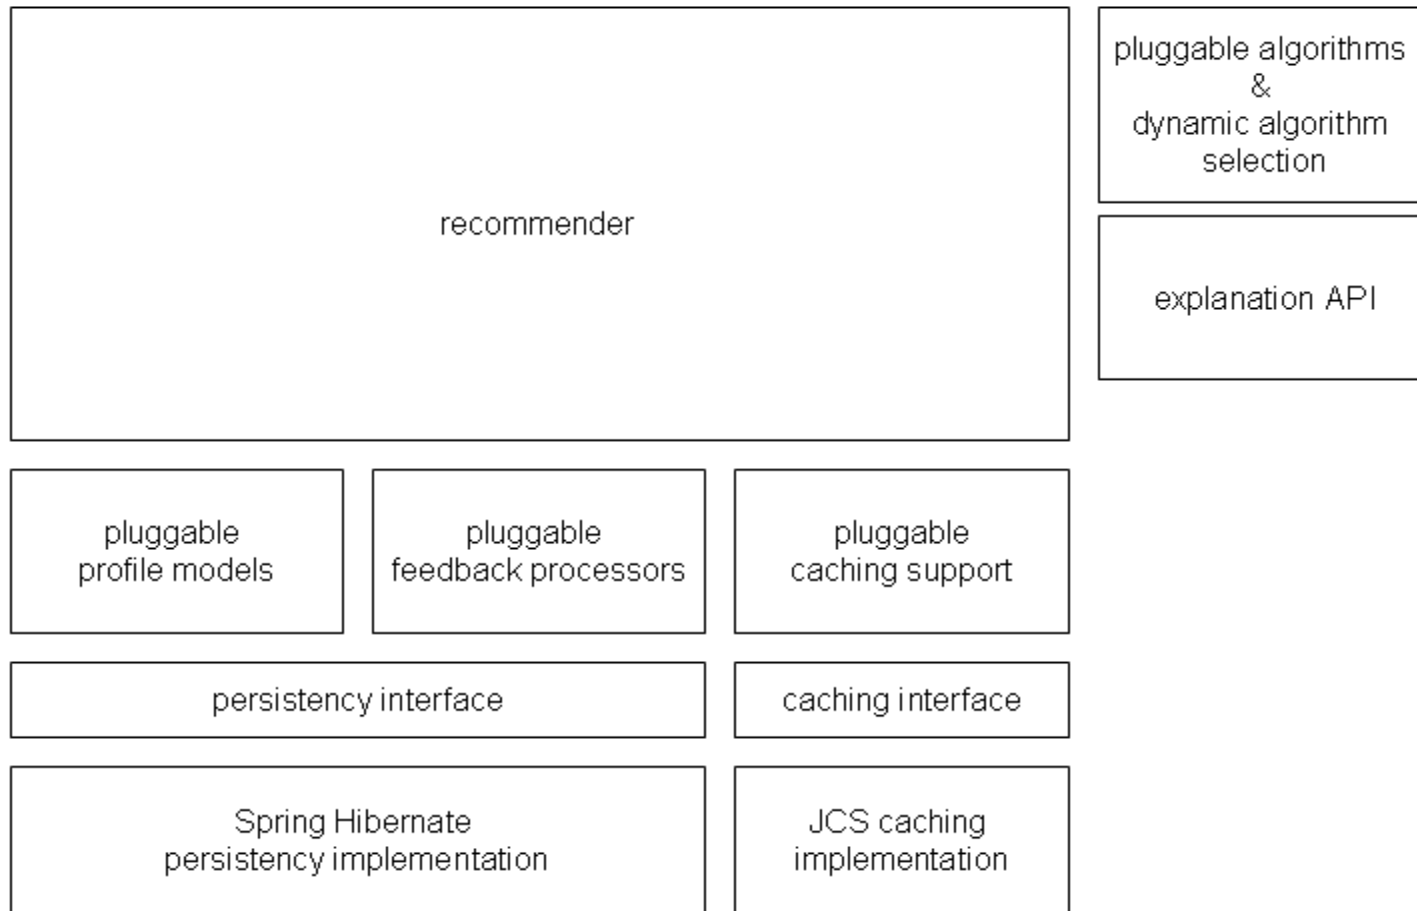 recommender
pluggable algorithms
&
dynamic algorithm
selection
explanation API
pluggable
profile models
pluggable
feedback processors
pluggable
caching support
persistency interface
caching interface
Spring Hibernate
persistency implementation
JCS caching
implementation